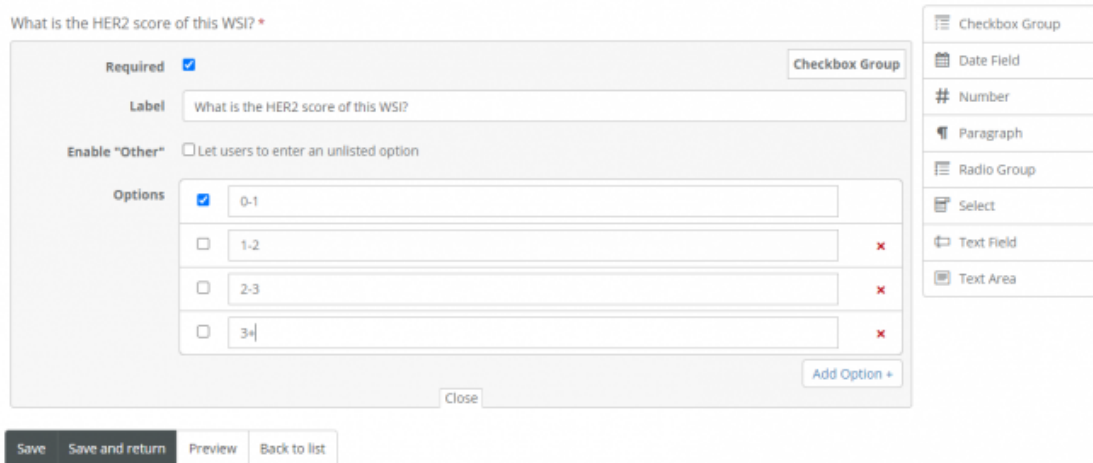 What is the HER2 score of this WSI? *
Required
Checkbox Group
Label
What is the HER2 score of this WSI?
Enable "Other"
Let users to enter an unlisted option
Options
0-1
1-2
×
2-3
×
3+
×
Add Option +
Close
Save
Save and return
Preview
Back to list
Checkbox Group
Date Field
# Number
¶ Paragraph
Radio Group
Select
Text Field
Text Area